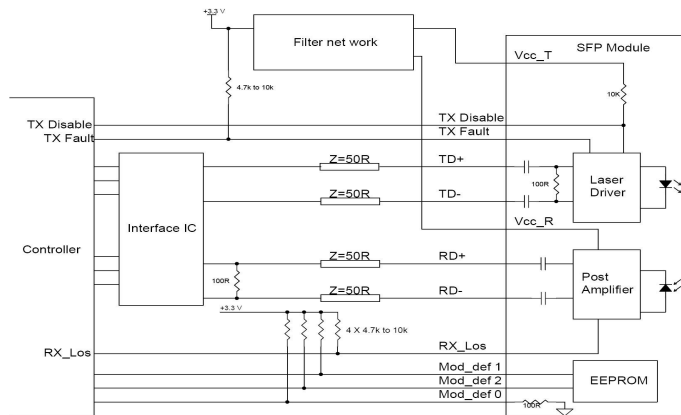 +3.3 V
Filter net work
SFP Module
Vcc_T
4.7k to 10k
10K
TX Disable
TX Disable
TX Fault
TX Fault
Z=50R
TD+
Laser
Driver
100R
Z=50R
TD-
Interface IC
Vcc_R
Controller
Z=50R
RD+
100R
Post
Amplifier
Z=50R
RD-
+3.3 V
4 X 4.7k to 10k
RX_Los
RX_Los
Mod_def 1
Mod_def 2
EEPROM
Mod_def 0
100R